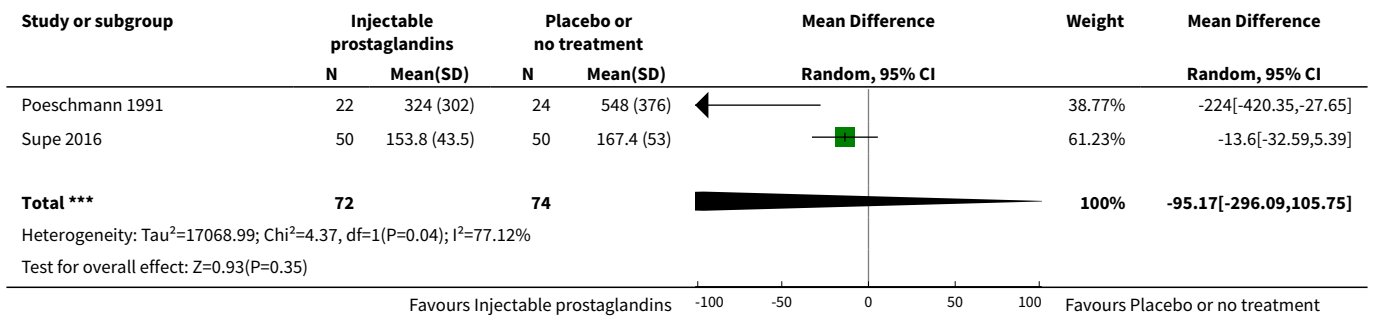 Study or subgroup Injectable prostaglandins Placebo or no treatment Mean Difference Weight Mean Difference
N Mean(SD) N Mean(SD) Random, 95% CI Random, 95% CI
Poeschmann 1991 22 324 (302) 24 548 (376) 38.77% -224[-420.35,-27.65]
Supe 2016 50 153.8 (43.5) 50 167.4 (53) 61.23% -13.6[-32.59,5.39]
Total *** 72 74 100% -95.17[-296.09,105.75]
Heterogeneity: Tau²=17068.99; Chi²=4.37, df=1(P=0.04); I²=77.12%
Test for overall effect: Z=0.93(P=0.35)
Favours Injectable prostaglandins -100 -50 0 50 100 Favours Placebo or no treatment